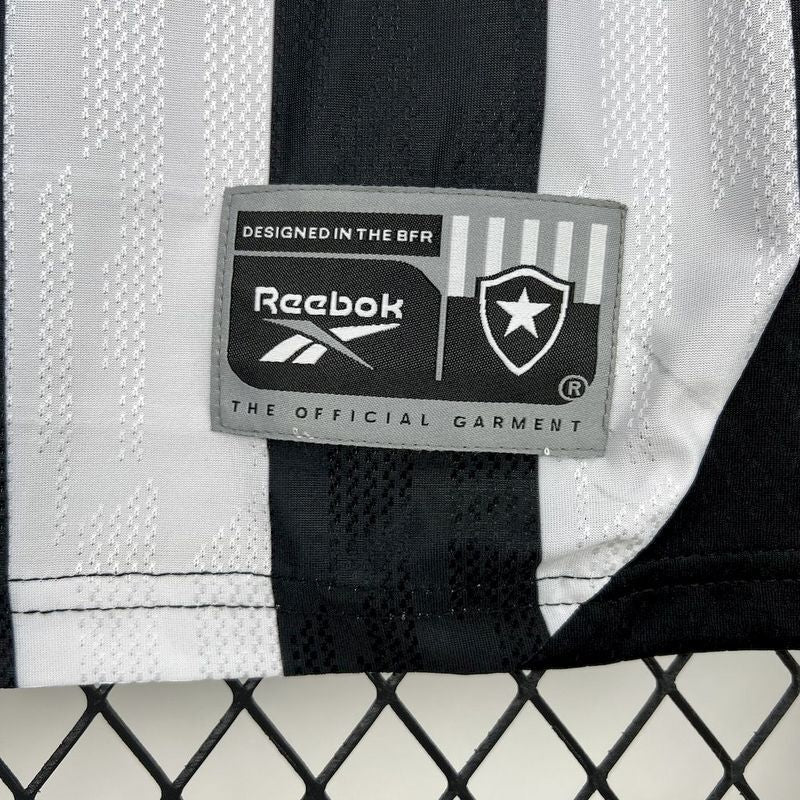 DESIGNED IN THE BFR
Reebok
®
THE OFFICIAL GARMENT